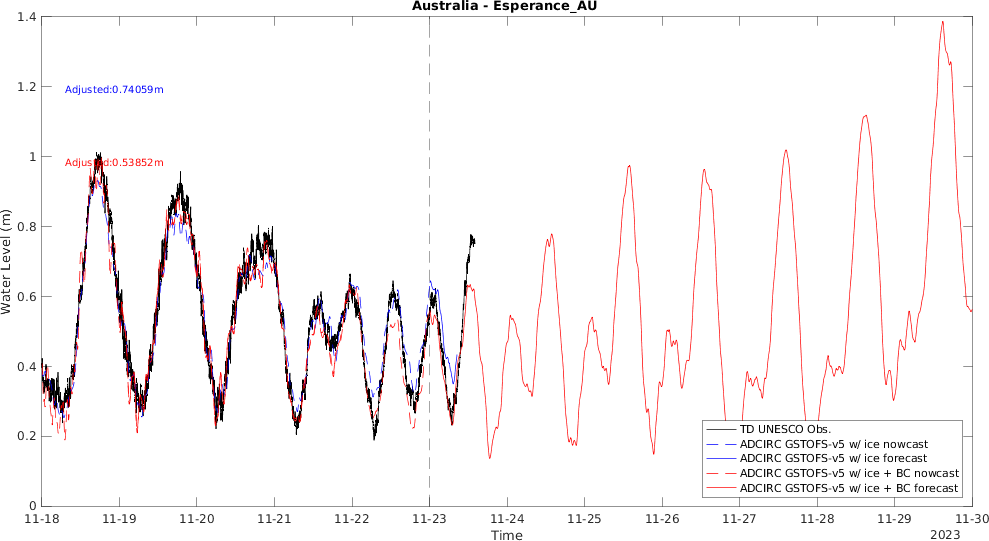 Australia - Esperance_AU
1.4
1.2
1
0.8
0.6
0.4
0.2
0
Water Level (m)
Adjusted:0.74059m
Adjusted:0.53852m
TD UNESCO Obs.
ADCIRC GSTOFS-v5 w/ ice nowcast
ADCIRC GSTOFS-v5 w/ ice forecast
ADCIRC GSTOFS-v5 w/ ice + BC nowcast
ADCIRC GSTOFS-v5 w/ ice + BC forecast
11-18 11-19 11-20 11-21 11-22 11-23 11-24 11-25 11-26 11-27 11-28 11-29 11-30
Time
2023